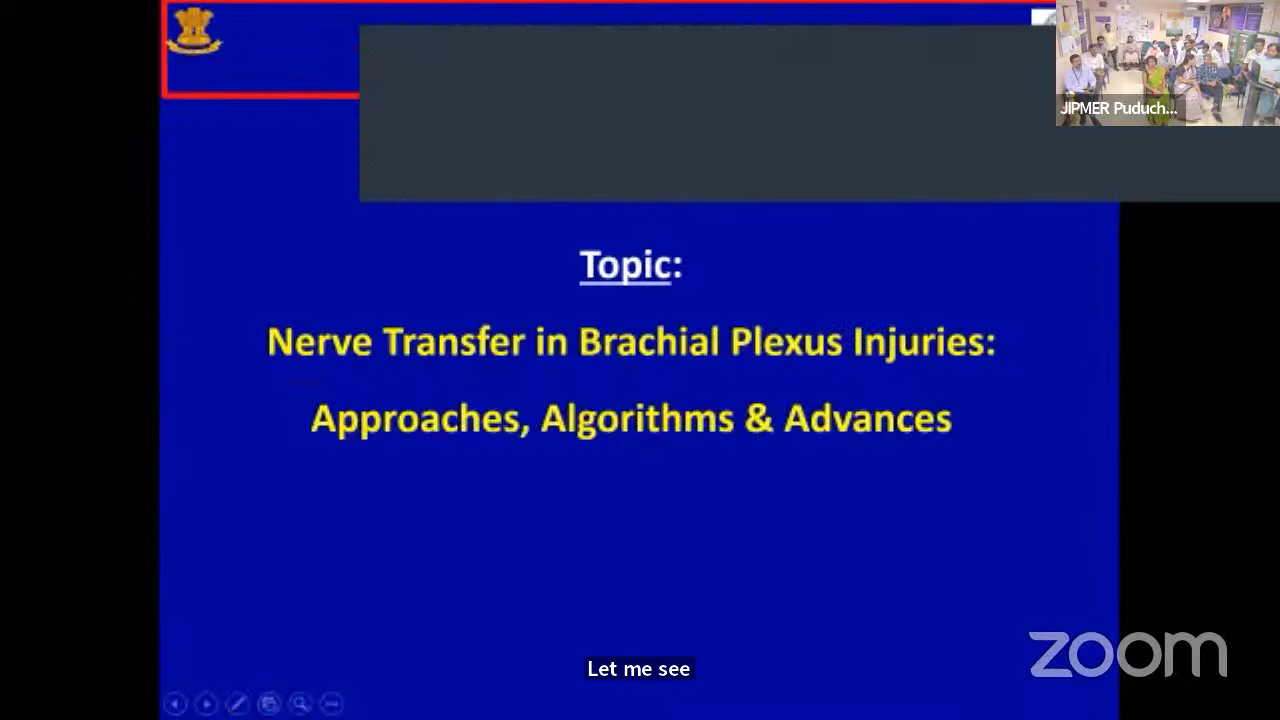 JIPMER Puduch...
Topic:
Nerve Transfer in Brachial Plexus Injuries:
Approaches, Algorithms & Advances
Let me see
zoom